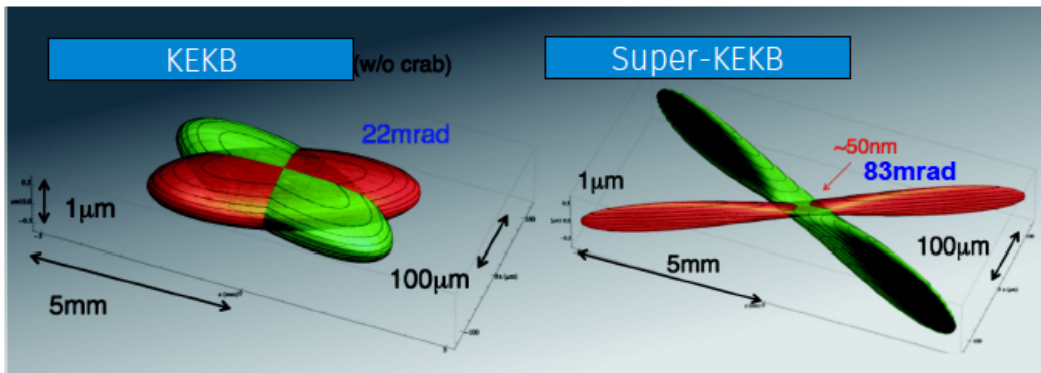 KEKB
(w/o crab)
22mrad
1μm
100μm
5mm
Super-KEKB
~50nm
83mrad
1μm
100μm
5mm